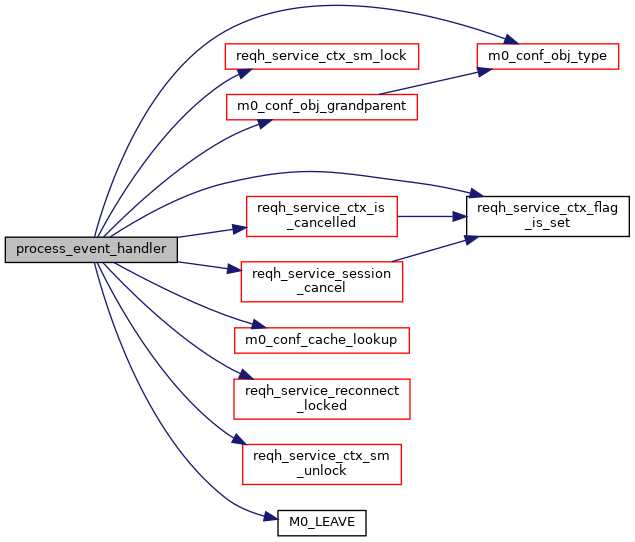 reqh_service_ctx_sm_lock
m0_conf_obj_type
m0_conf_obj_grandparent
reqh_service_ctx_is
_cancelled
reqh_service_ctx_flag
_is_set
process_event_handler
reqh_service_session
_cancel
m0_conf_cache_lookup
reqh_service_reconnect
_locked
reqh_service_ctx_sm
_unlock
M0_LEAVE